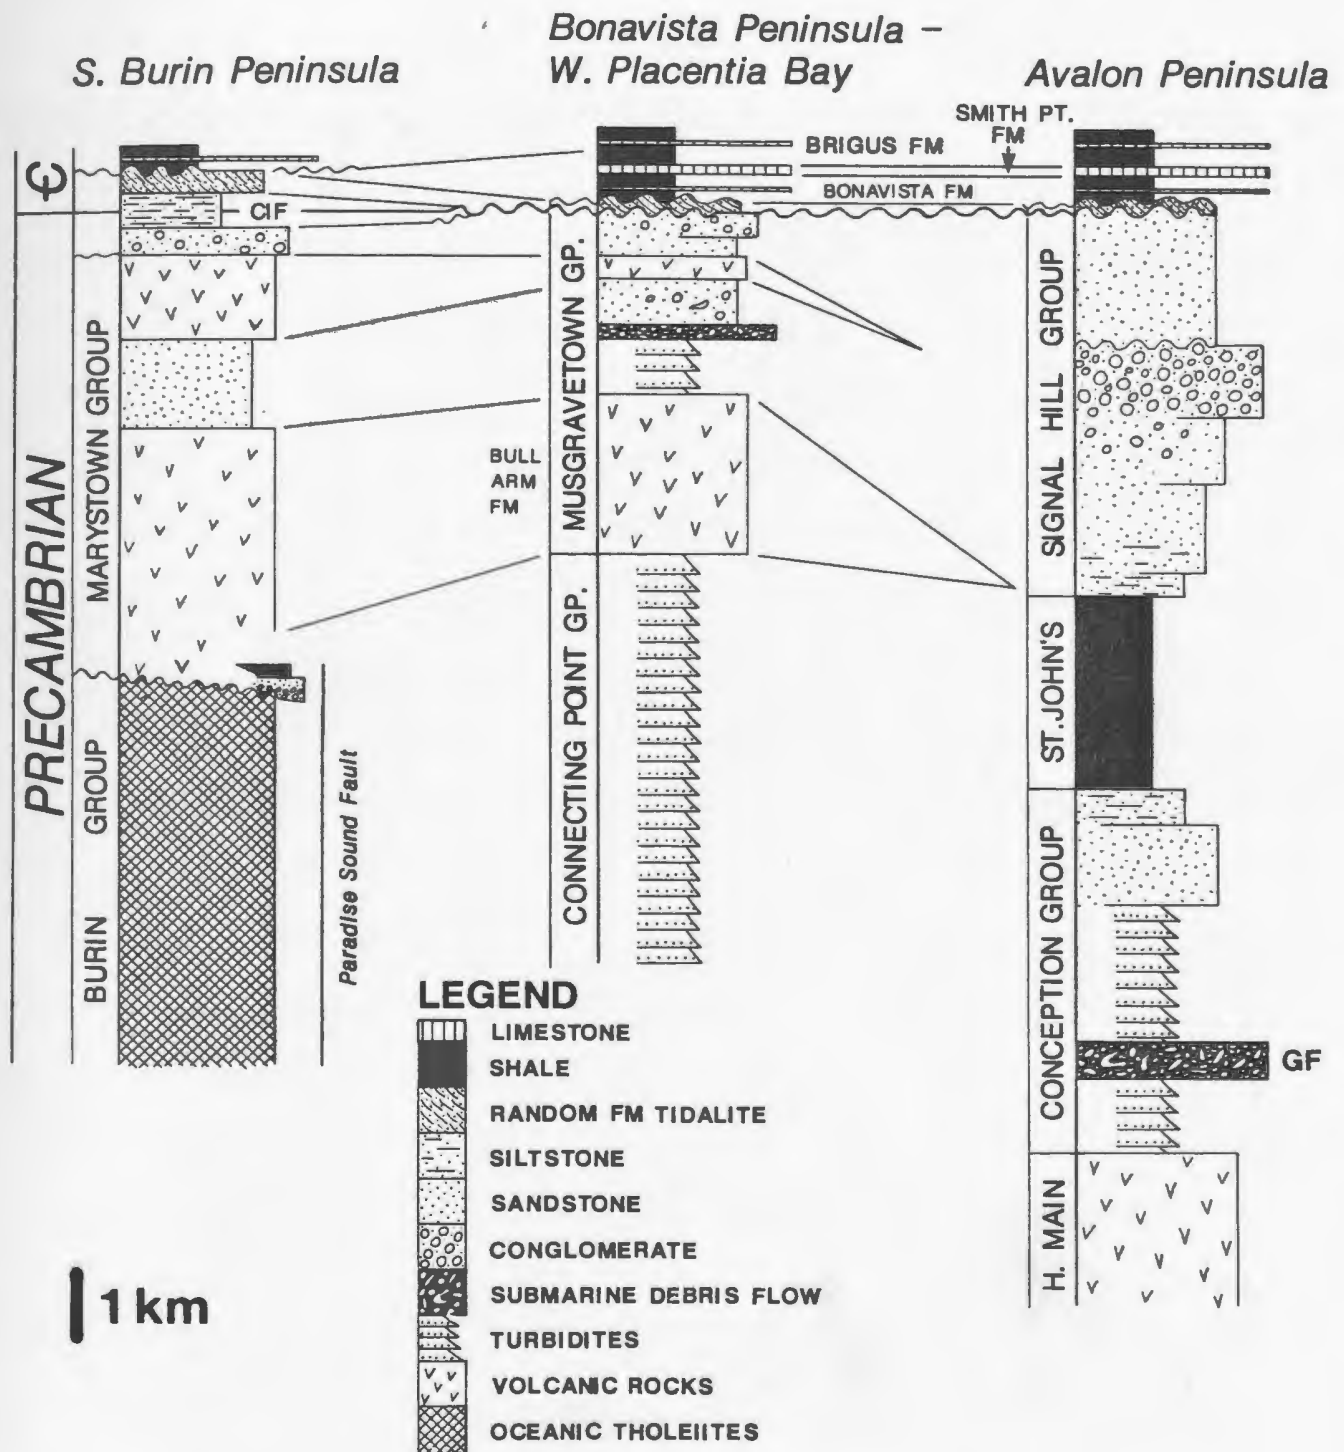 Bonavista Peninsula –
S. Burin Peninsula
W. Placentia Bay
Avalon Peninsula
SMITH PT.
FM
BRIGUS FM
BONAVISTA FM
Є
CIF
PRECAMBRIAN
MARYSTOWN GROUP
BURIN GROUP
Paradise Sound Fault
BULL
ARM
FM
MUSGRAVETOWN GP.
CONNECTING POINT GP.
SIGNAL HILL GROUP
ST. JOHN'S
CONCEPTION GROUP
H. MAIN
GF
LEGEND
LIMESTONE
SHALE
RANDOM FM TIDALITE
SILTSTONE
SANDSTONE
CONGLOMERATE
SUBMARINE DEBRIS FLOW
TURBIDITES
VOLCANIC ROCKS
OCEANIC THOLEIITES
1 km